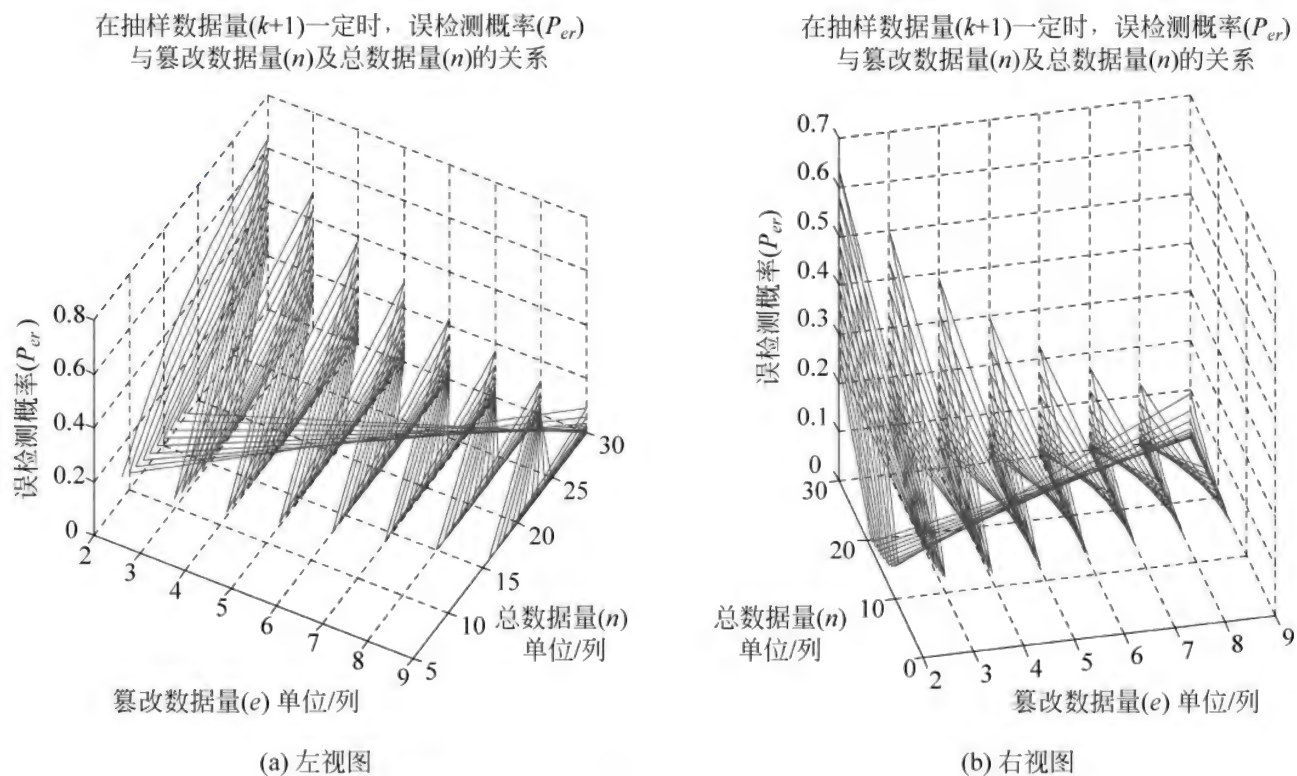 在抽样数据量(k+1)一定时，误检测概率(Per)
与篡改数据量(n)及总数据量(n)的关系
0.8
0.6
0.4
0.2
0
误检测概率(Per)
2
3
4
5
6
7
8
9
5
10
15
20
25
30
总数据量(n)
单位/列
篡改数据量(e) 单位/列
(a) 左视图
在抽样数据量(k+1)一定时，误检测概率(Per)
与篡改数据量(n)及总数据量(n)的关系
0.7
0.6
0.5
0.4
0.3
0.2
0.1
0
误检测概率(Per)
30
20
10
0
总数据量(n)
单位/列
2
3
4
5
6
7
8
9
篡改数据量(e) 单位/列
(b) 右视图